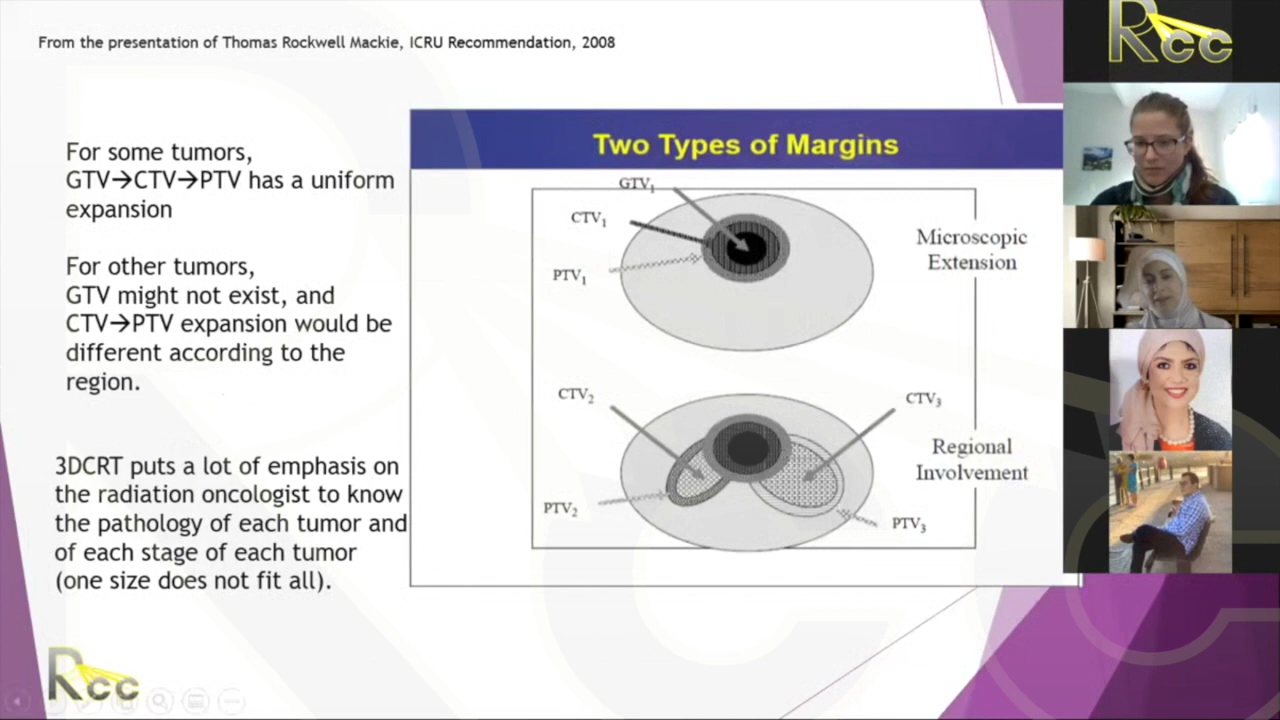 From the presentation of Thomas Rockwell Mackie, ICRU Recommendation, 2008
For some tumors,
GTV→CTV→PTV has a uniform
expansion
For other tumors,
GTV might not exist, and
CTV→PTV expansion would be
different according to the
region.
3DCRT puts a lot of emphasis on
the radiation oncologist to know
the pathology of each tumor and
of each stage of each tumor
(one size does not fit all).
Two Types of Margins
GTV₁
CTV₁
PTV₁
Microscopic
Extension
CTV₂
CTV₃
Regional
Involvement
PTV₂
PTV₃
Rcc
Rcc